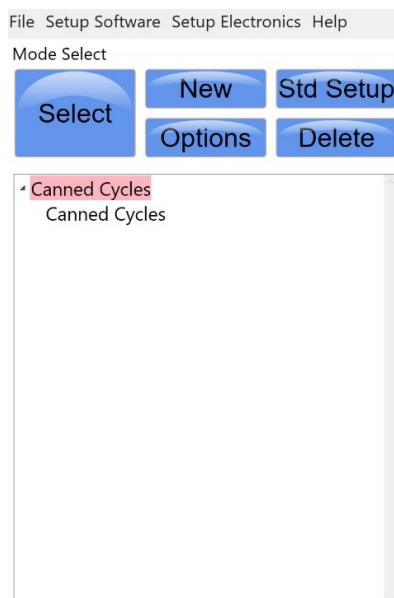 File Setup Software Setup Electronics Help
Mode Select
Select
New
Std Setup
Options
Delete
Canned Cycles
Canned Cycles